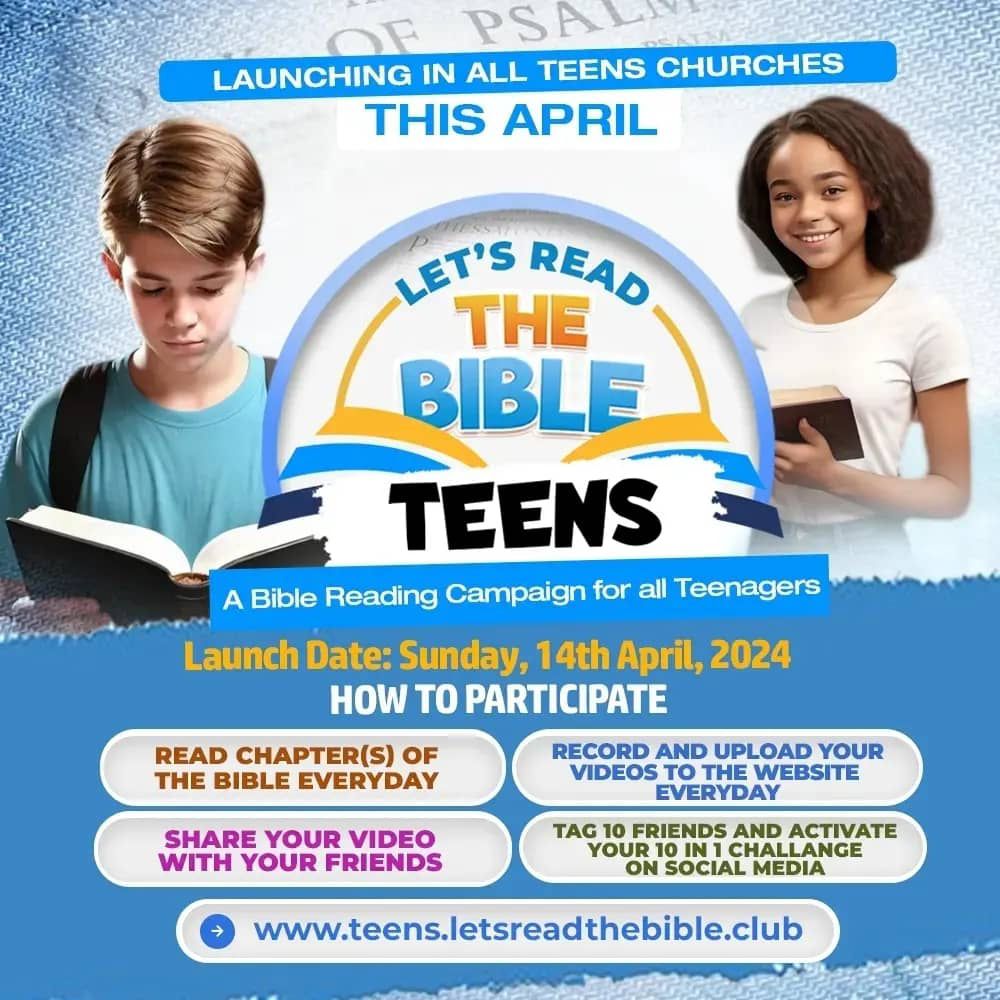 OF PSALM
PSALM
LAUNCHING IN ALL TEENS CHURCHES
THIS APRIL
LET'S READ
THE
BIBLE
TEENS
A Bible Reading Campaign for all Teenagers
Launch Date: Sunday, 14th April, 2024
HOW TO PARTICIPATE
READ CHAPTER(S) OF
THE BIBLE EVERYDAY
RECORD AND UPLOAD YOUR
VIDEOS TO THE WEBSITE
EVERYDAY
SHARE YOUR VIDEO
WITH YOUR FRIENDS
TAG 10 FRIENDS AND ACTIVATE
YOUR 10 IN 1 CHALLANGE
ON SOCIAL MEDIA
www.teens.letsreadthebible.club